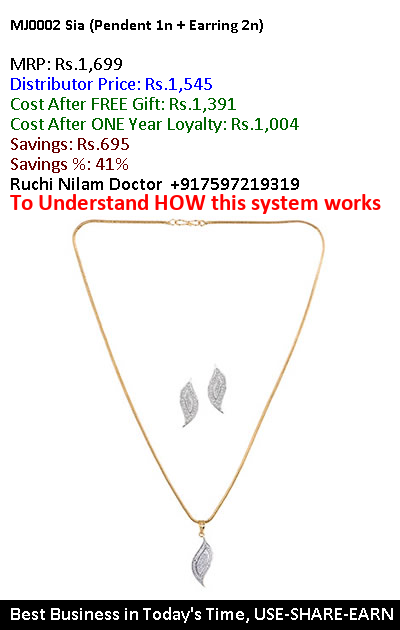 MJ0002 Sia (Pendent 1n + Earring 2n)
MRP: Rs.1,699
Distributor Price: Rs.1,545
Cost After FREE Gift: Rs.1,391
Cost After ONE Year Loyalty: Rs.1,004
Savings: Rs.695
Savings %: 41%
Ruchi Nilam Doctor +917597219319
To Understand HOW this system works
Best Business in Today's Time, USE-SHARE-EARN